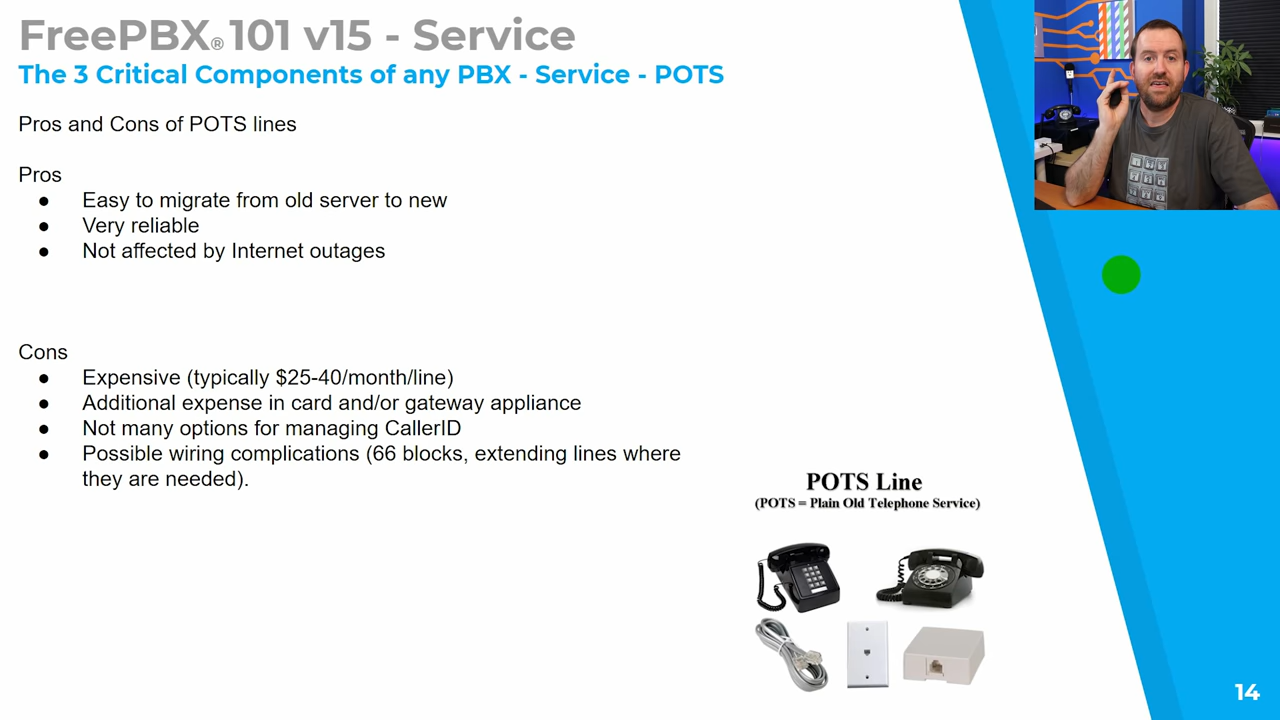 FreePBX® 101 v15 - Service
The 3 Critical Components of any PBX - Service - POTS
Pros and Cons of POTS lines
Pros
● Easy to migrate from old server to new
● Very reliable
● Not affected by Internet outages
Cons
● Expensive (typically $25-40/month/line)
● Additional expense in card and/or gateway appliance
● Not many options for managing CallerID
● Possible wiring complications (66 blocks, extending lines where
they are needed).
POTS Line
(POTS = Plain Old Telephone Service)
14